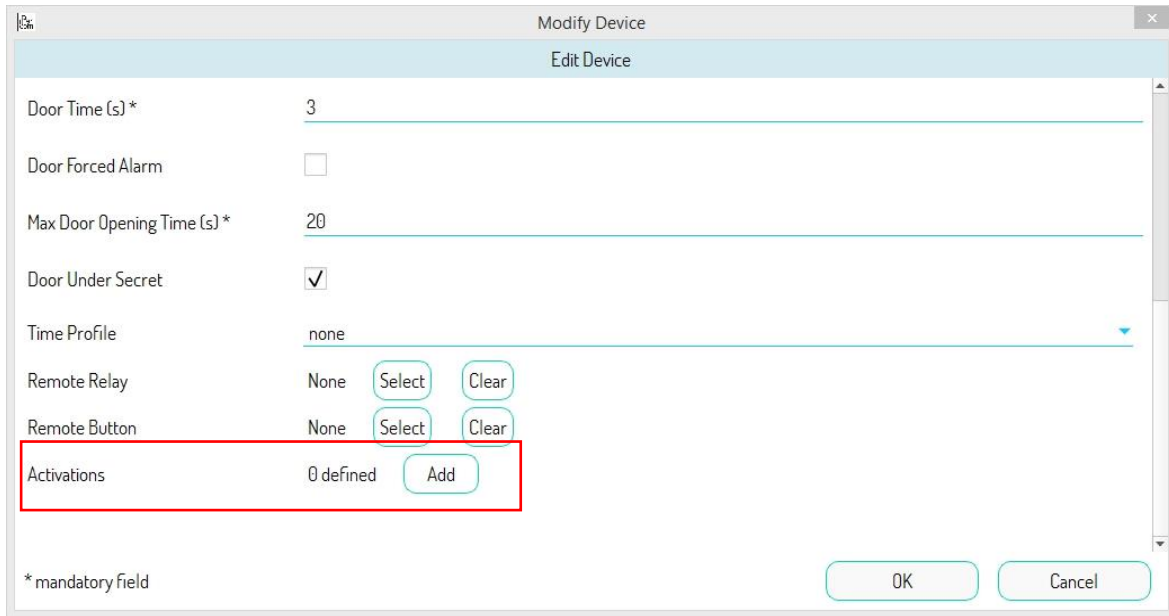 Modify Device
×
Edit Device
Door Time (s) * 3
Door Forced Alarm
Max Door Opening Time (s) * 20
Door Under Secret
Time Profile none
Remote Relay None Select Clear
Remote Button None Select Clear
Activations 0 defined Add
* mandatory field OK Cancel